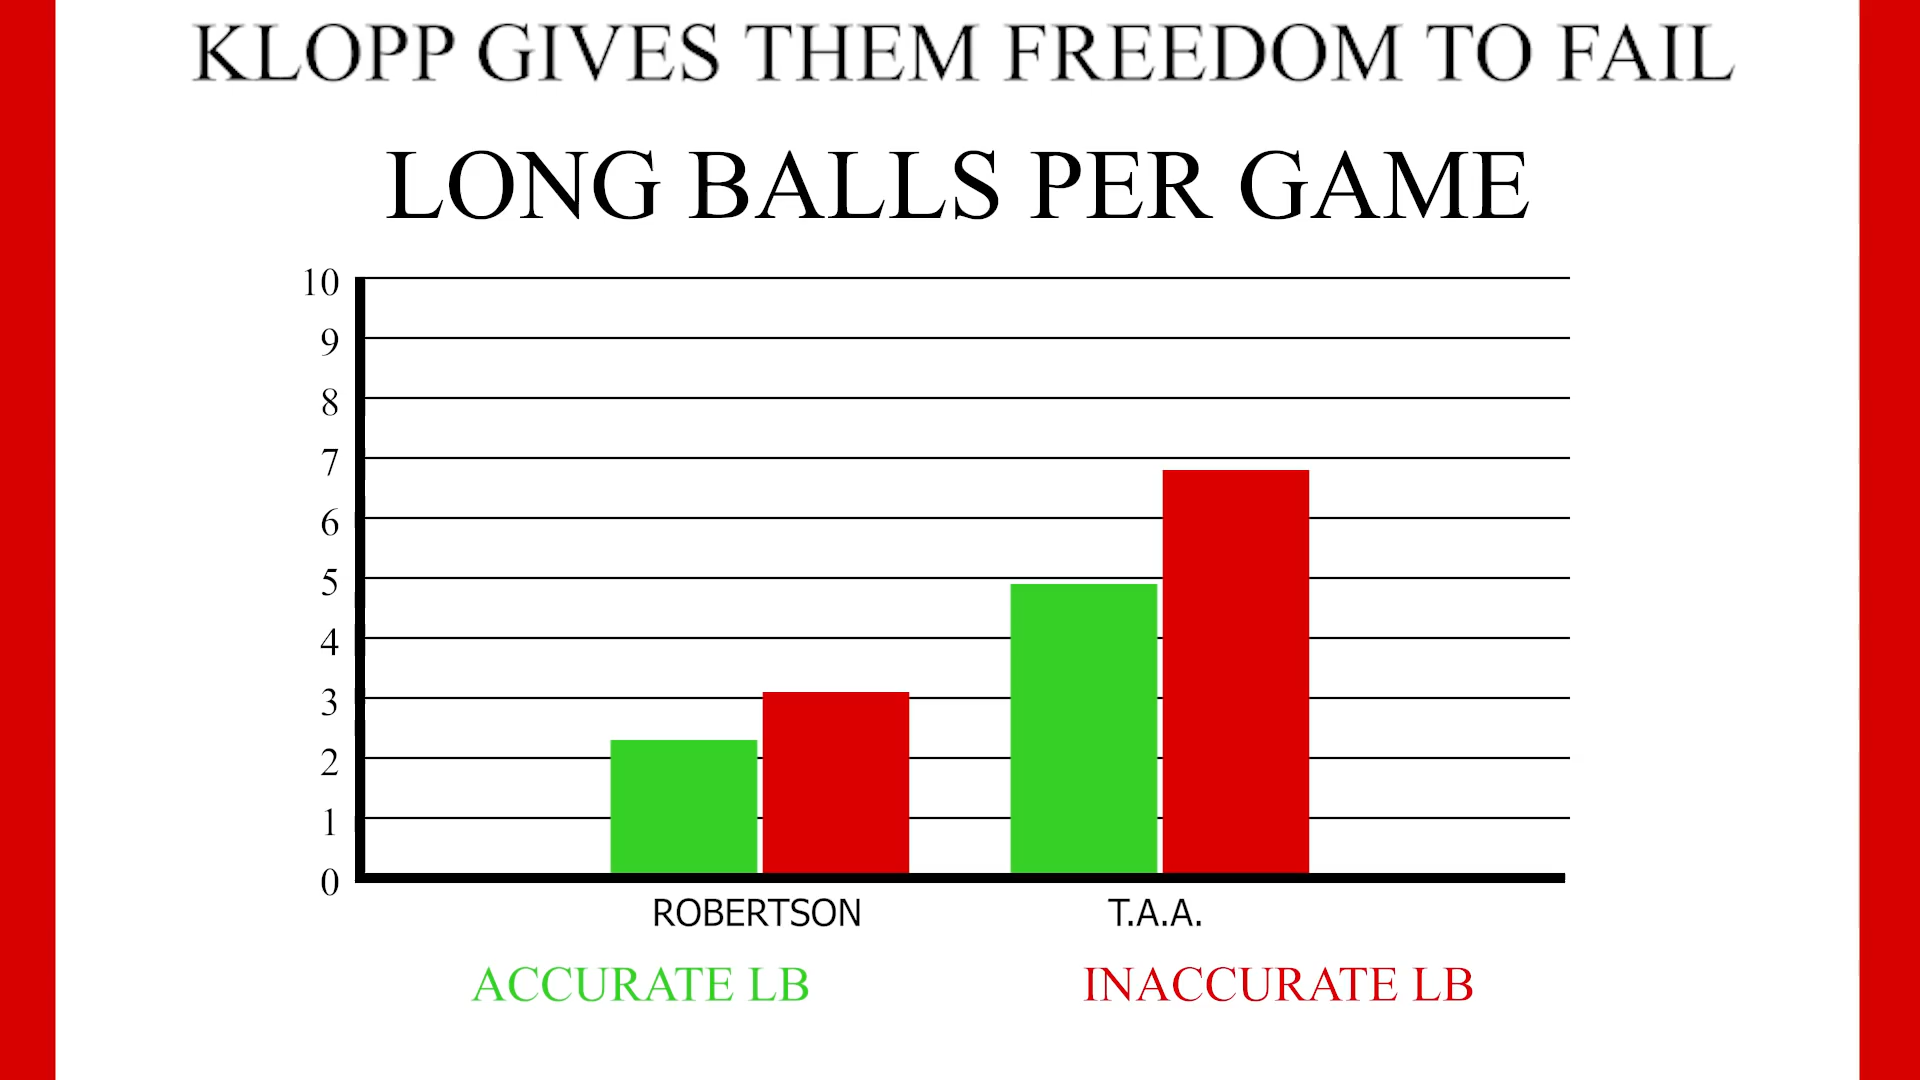 KLOPP GIVES THEM FREEDOM TO FAIL
LONG BALLS PER GAME
10
9
8
7
6
5
4
3
2
1
0
ROBERTSON T.A.A.
ACCURATE LB INACCURATE LB